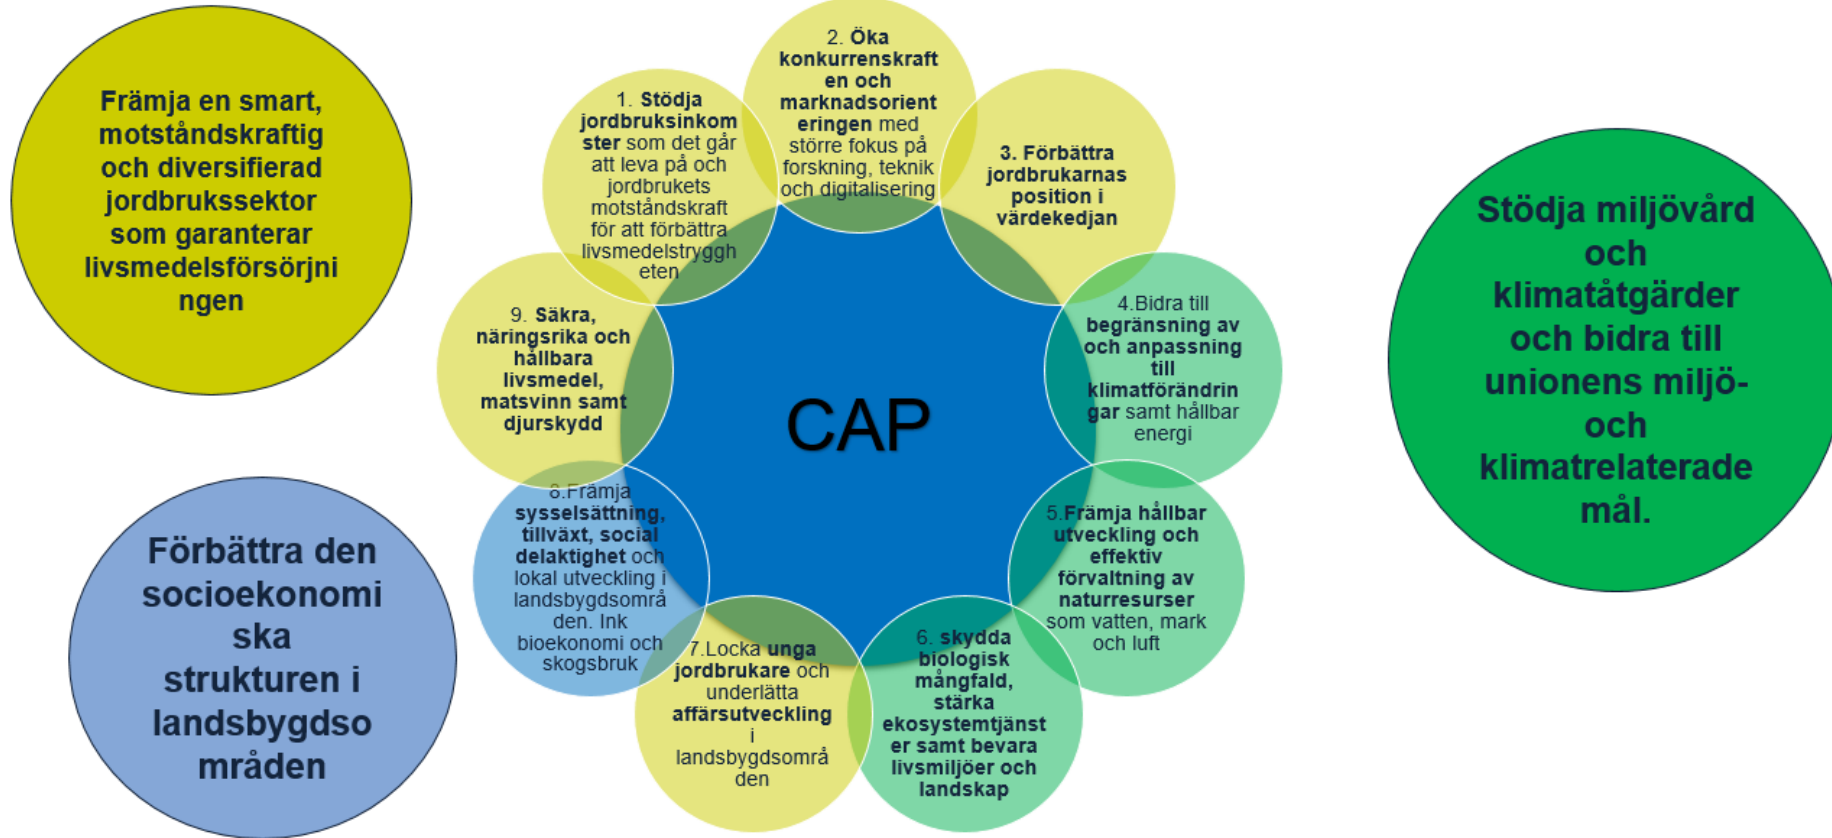 Främja en smart,
motståndskraftig
och diversifierad
jordbrukssektor
som garanterar
livsmedelsförsörjni
ngen
Förbättra den
socioekonomi
ska
strukturen i
landsbygdso
mråden
1. Stödja
jordbruksinkom
ster som det går
att leva på och
jordbrukets
motståndskraft
för att förbättra
livsmedelstryggh
eten
2. Öka
konkurrenskraft
en och
marknadsorient
eringen med
större fokus på
forskning, teknik
och digitalisering
3. Förbättra
jordbrukarnas
position i
värdekedjan
4.Bidra till
begränsning av
och anpassning
till
klimatförändrin
gar samt hållbar
energi
5.Främja hållbar
utveckling och
effektiv
förvaltning av
naturresurser
som vatten, mark
och luft
6. skydda
biologisk
mångfald,
stärka
ekosystemtjänst
er samt bevara
livsmiljöer och
landskap
7.Locka unga
jordbrukare och
underlätta
affärsutveckling
i
landsbygdsområ
den
8.Främja
sysselsättning,
tillväxt, social
delaktighet och
lokal utveckling i
landsbygdsområ
den. Ink
bioekonomi och
skogsbruk
9. Säkra,
näringsrika och
hållbara
livsmedel,
matsvinn samt
djurskydd
CAP
Stödja miljövård
och
klimatåtgärder
och bidra till
unionens miljö-
och
klimatrelaterade
mål.